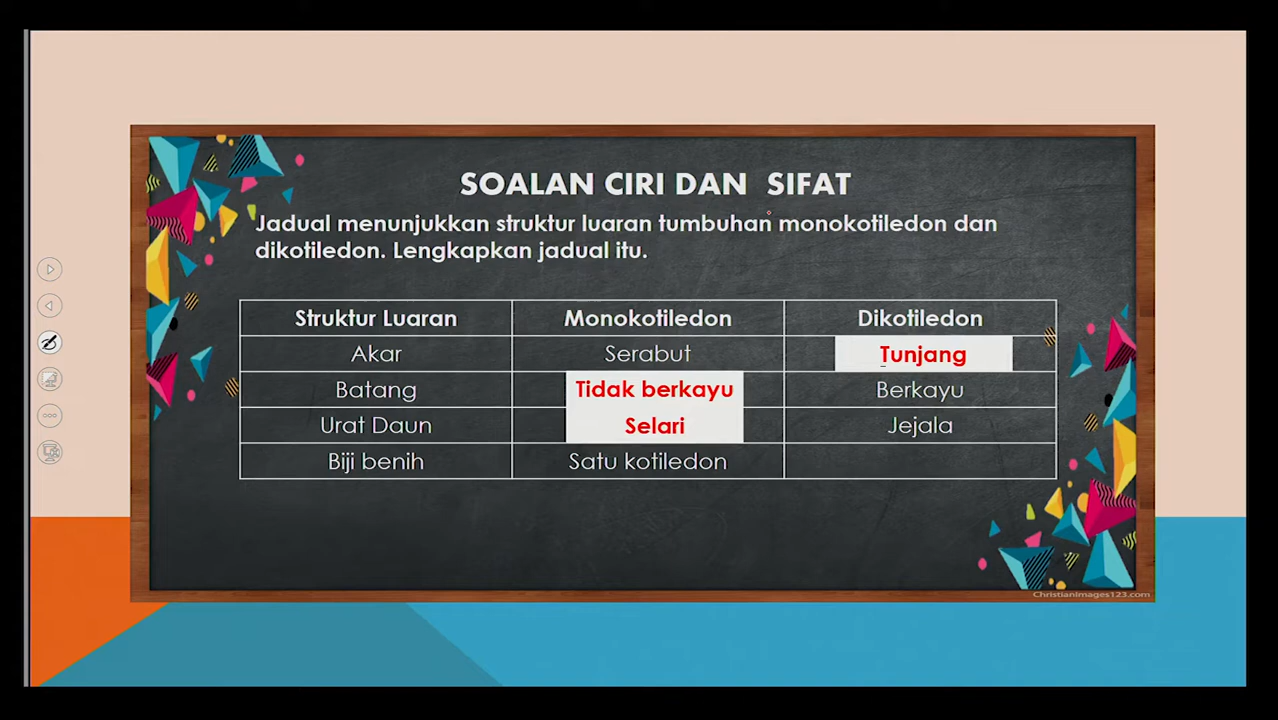 SOALAN CIRI DAN SIFAT
Jadual menunjukkan struktur luaran tumbuhan monokotiledon dan
dikotiledon. Lengkapkan jadual itu.
Struktur Luaran Monokotiledon Dikotiledon
Akar Serabut Tunjang
Batang Tidak berkayu Berkayu
Urat Daun Selari Jejala
Biji benih Satu kotiledon
ChristianImages123.com